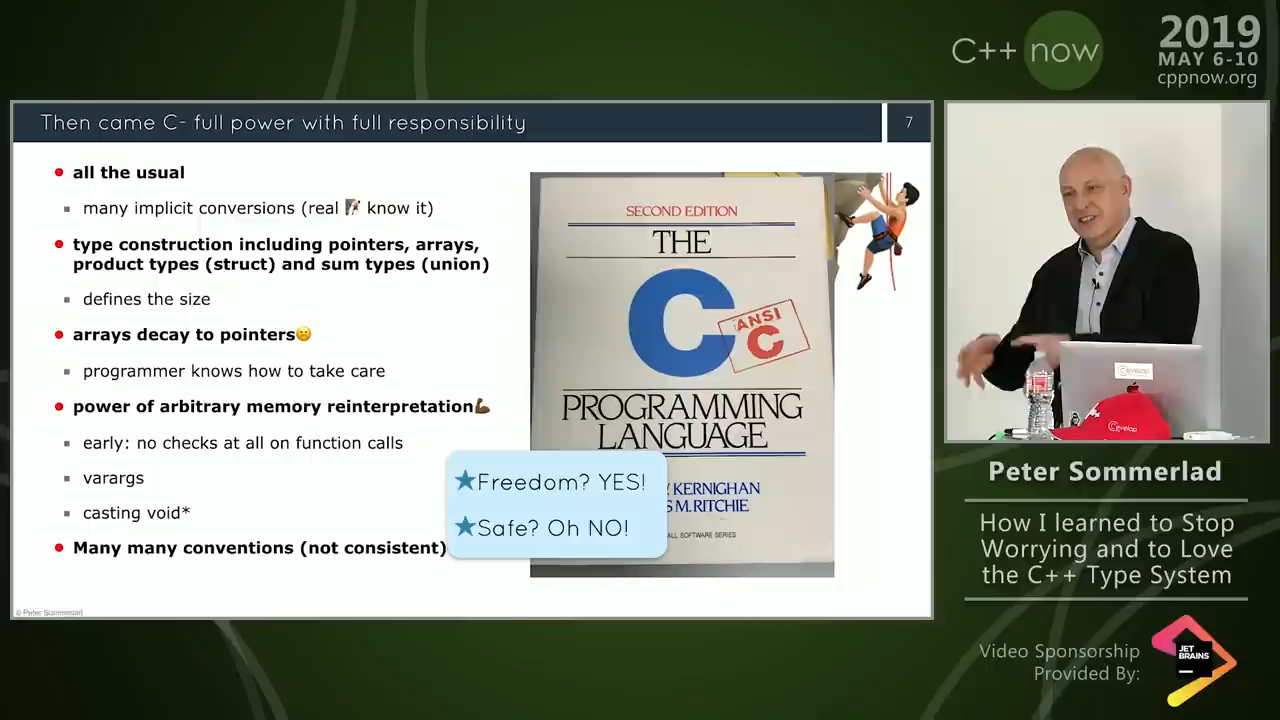 C++ now
2019
MAY 6-10
cppnow.org
Then came C- full power with full responsibility
7
all the usual
many implicit conversions (real know it)
type construction including pointers, arrays,
product types (struct) and sum types (union)
defines the size
arrays decay to pointers
programmer knows how to take care
power of arbitrary memory reinterpretation
early: no checks at all on function calls
varargs
casting void*
Many many conventions (not consistent)
© Peter Sommerlad
SECOND EDITION
THE
C
ANSI
C
PROGRAMMING
LANGUAGE
KERNIGHAN
M. RITCHIE
SOFTWARE SERIES
★Freedom? YES!
★Safe? Oh NO!
Peter Sommerlad
How I learned to Stop
Worrying and to Love
the C++ Type System
Video Sponsorship
Provided By:
JET
BRAINS